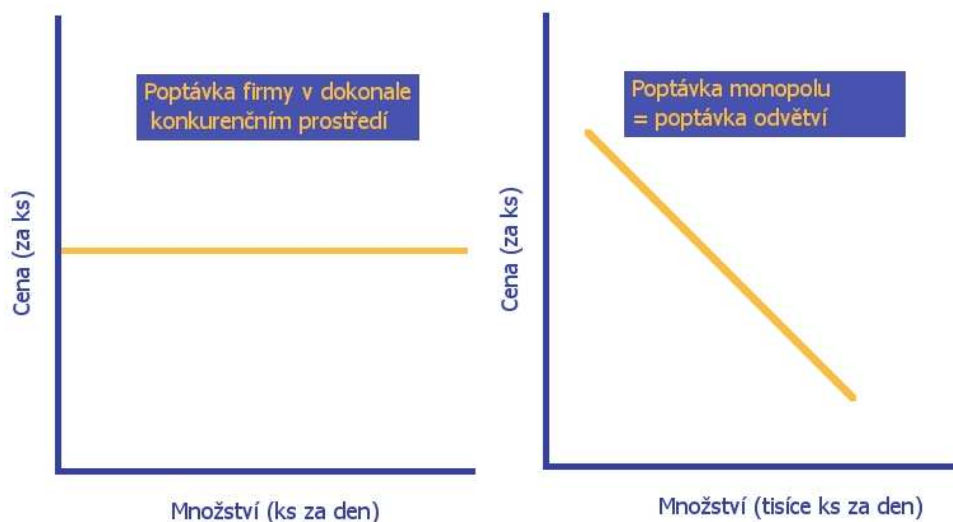 Poptávka firmy v dokonale
konkurenčním prostředí
Cena (za ks)
Množství (ks za den)
Poptávka monopolu
= poptávka odvětví
Cena (za ks)
Množství (tisíce ks za den)